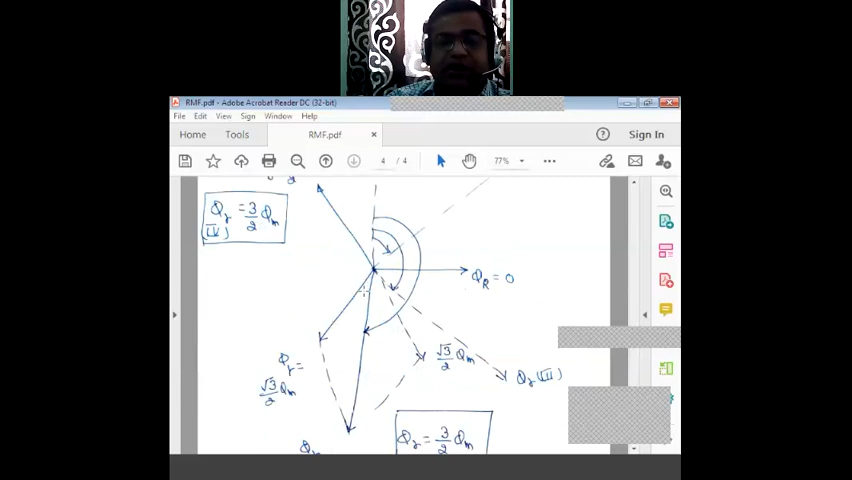 RMF.pdf - Adobe Acrobat Reader DC (32-bit)
File Edit View Sign Window Help
Home Tools RMF.pdf × ? Sign In
4 / 4 77%
2
Φr = 3/2 Φm
ΦR = 0
√3/2 Φm
Φr (III)
Φr =
√3/2 Φm
Φr
Φr = 3/2 Φm